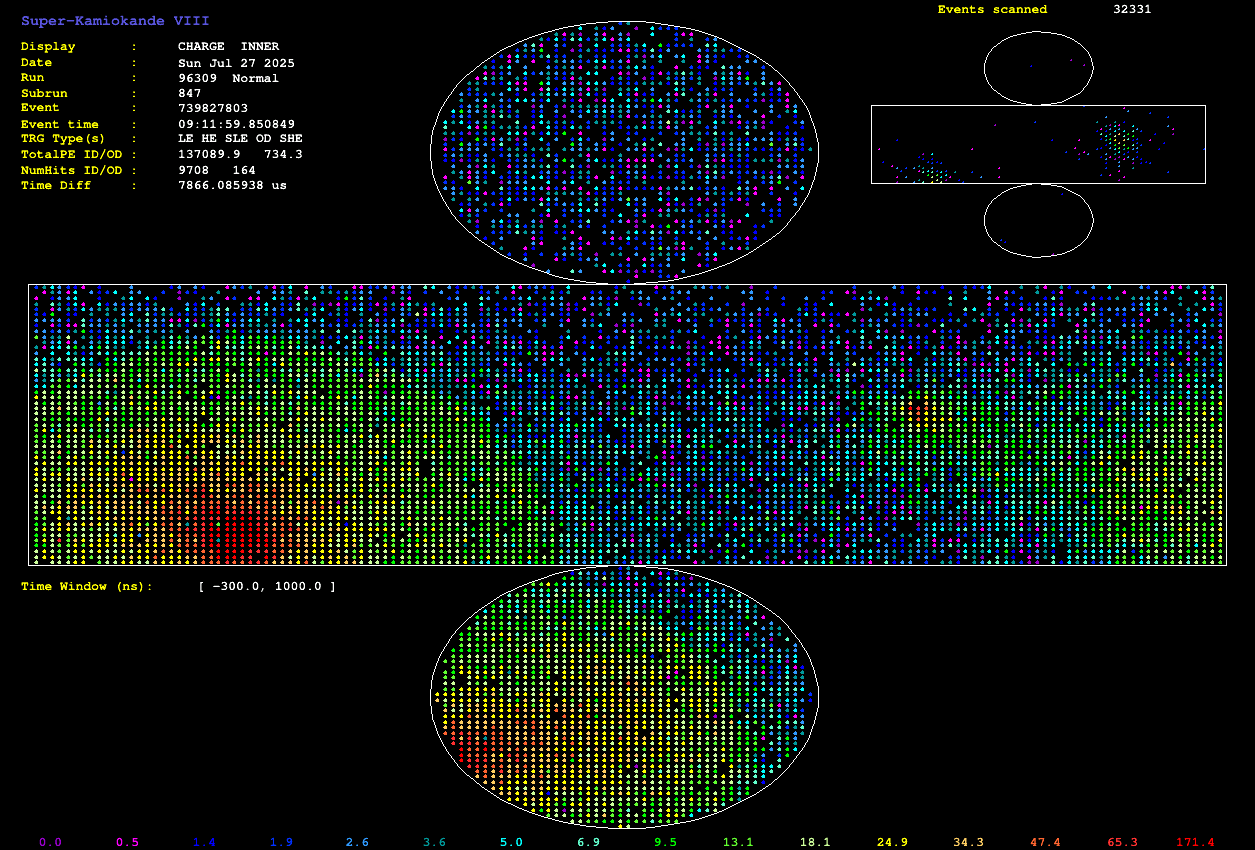 Super-Kamiokande VIII
Display : CHARGE INNER
Date : Sun Jul 27 2025
Run : 96309 Normal
Subrun : 847
Event : 739827803
Event time : 09:11:59.850849
TRG Type(s) : LE HE SLE OD SHE
TotalPE ID/OD : 137089.9 734.3
NumHits ID/OD : 9708 164
Time Diff : 7866.085938 us
Events scanned 32331
Time Window (ns): [ -300.0, 1000.0 ]
0.0 0.5 1.4 1.9 2.6 3.6 5.0 6.9 9.5 13.1 18.1 24.9 34.3 47.4 65.3 171.4